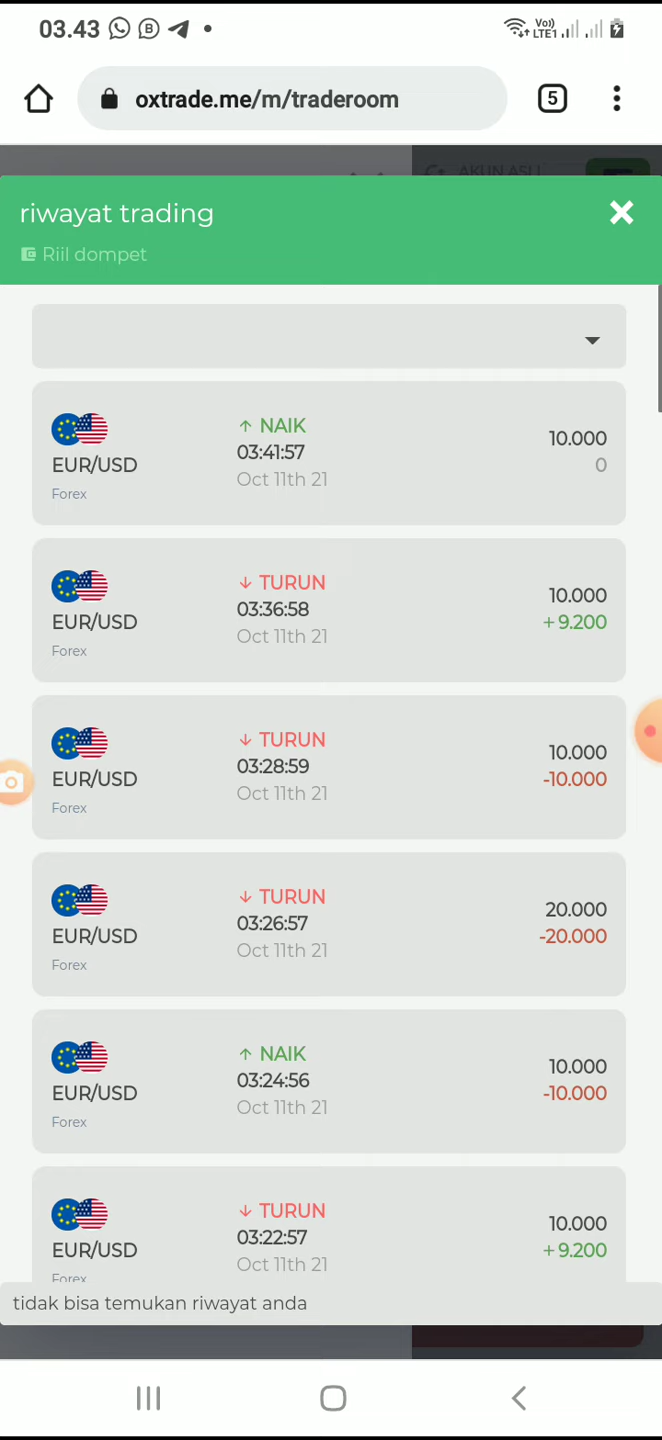 03.43
Vo)) LTE1
oxtrade.me/m/traderoom
5
AKUN ASLI
riwayat trading
Riil dompet
↑ NAIK
EUR/USD
03:41:57
10.000
Forex
Oct 11th 21
0
↓ TURUN
EUR/USD
03:36:58
10.000
Forex
Oct 11th 21
+9.200
↓ TURUN
EUR/USD
03:28:59
10.000
Forex
Oct 11th 21
-10.000
↓ TURUN
EUR/USD
03:26:57
20.000
Forex
Oct 11th 21
-20.000
↑ NAIK
EUR/USD
03:24:56
10.000
Forex
Oct 11th 21
-10.000
↓ TURUN
EUR/USD
03:22:57
10.000
Forex
Oct 11th 21
+9.200
tidak bisa temukan riwayat anda